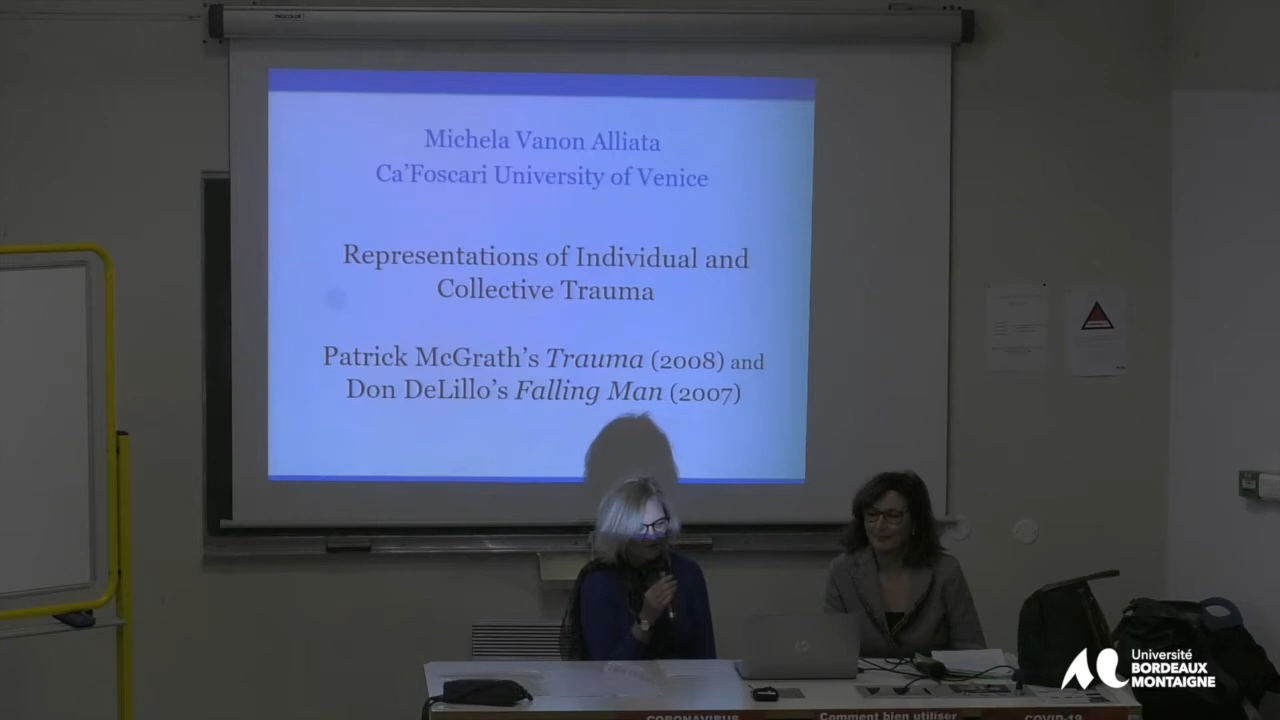 Michela Vanon Alliata
Ca'Foscari University of Venice
Representations of Individual and
Collective Trauma
Patrick McGrath's Trauma (2008) and
Don DeLillo's Falling Man (2007)
hp
Université
BORDEAUX
MONTAIGNE
CORONAVIRUS
Comment bien utiliser
COVID-19